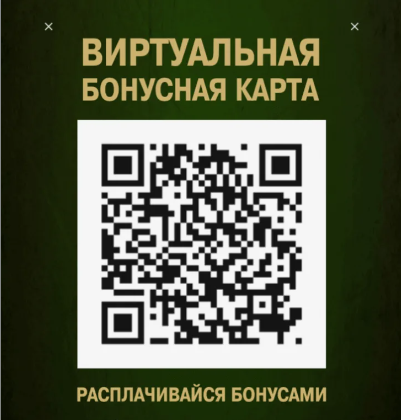 ВИРТУАЛЬНАЯ
БОНУСНАЯ КАРТА
РАСПЛАЧИВАЙСЯ БОНУСАМИ